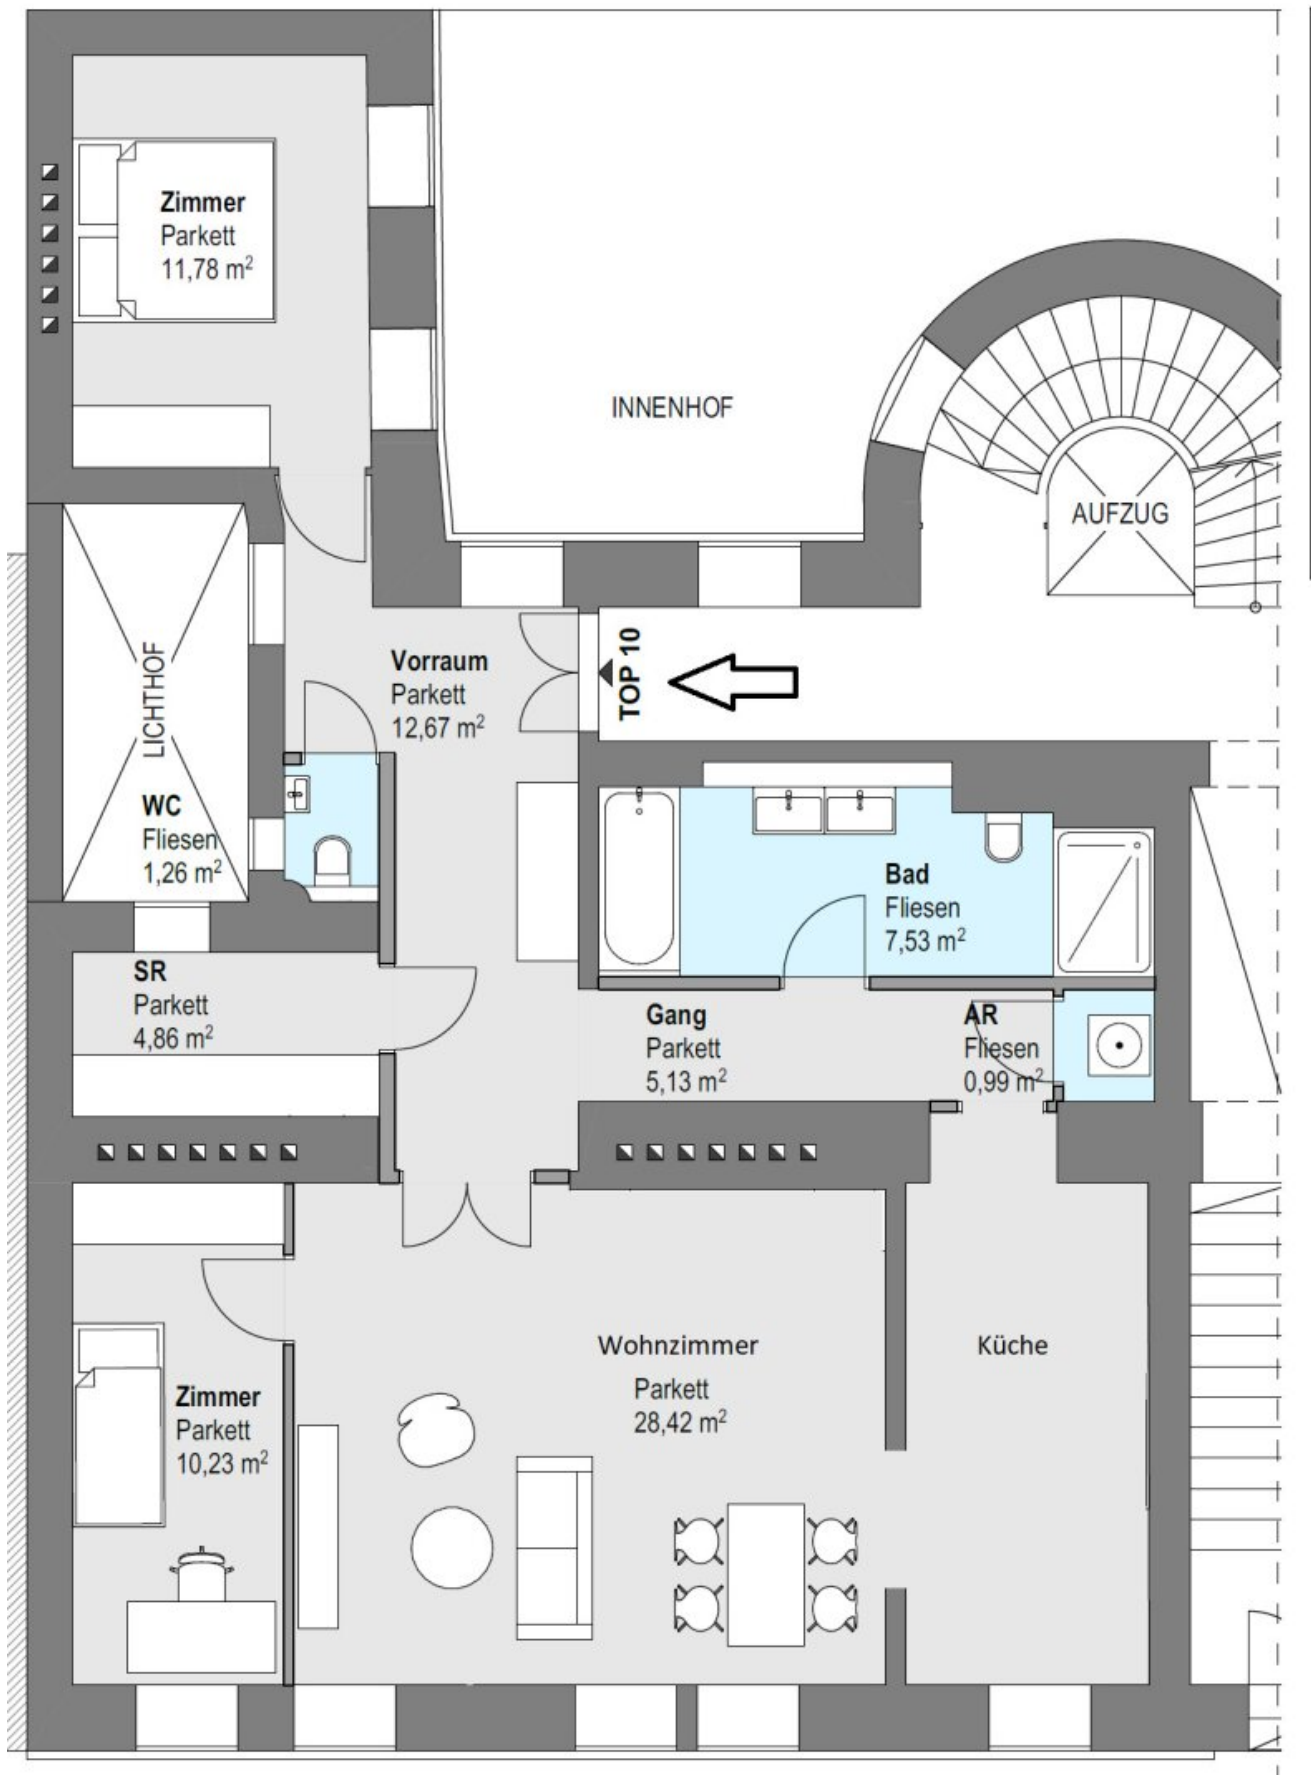 Zimmer
Parkett
11,78 m²
INNENHOF
AUFZUG
LICHTHOF
Vorraum
Parkett
12,67 m²
TOP 10
WC
Fliesen
1,26 m²
Bad
Fliesen
7,53 m²
SR
Parkett
4,86 m²
Gang
Parkett
5,13 m²
AR
Fliesen
0,99 m²
Wohnzimmer
Parkett
28,42 m²
Küche
Zimmer
Parkett
10,23 m²